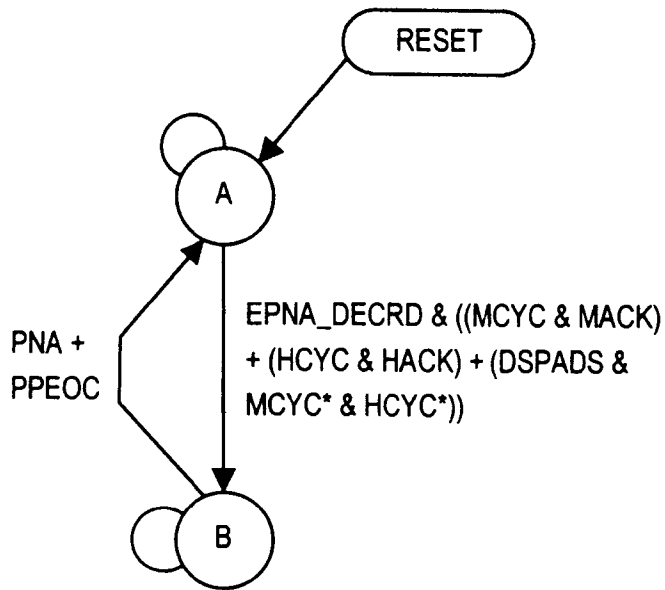 RESET
A
EPNA_DECRD & ((MCYC & MACK)
+ (HCYC & HACK) + (DSPADS &
MCYC* & HCYC*))
PNA +
PPEOC
B